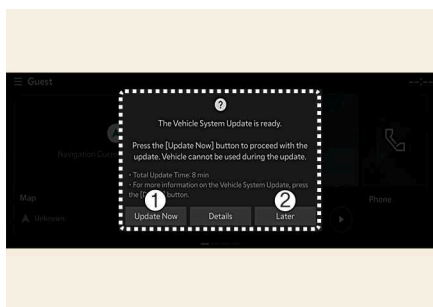 Guest
--:--
?
The Vehicle System Update is ready.
Press the [Update Now] button to proceed with the
update. Vehicle cannot be used during the update.
• Total Update Time: 8 min
• For more information on the Vehicle System Update, press
the button.
1
2
Update Now
Details
Later
Navigation
Map
Unknown
Phone